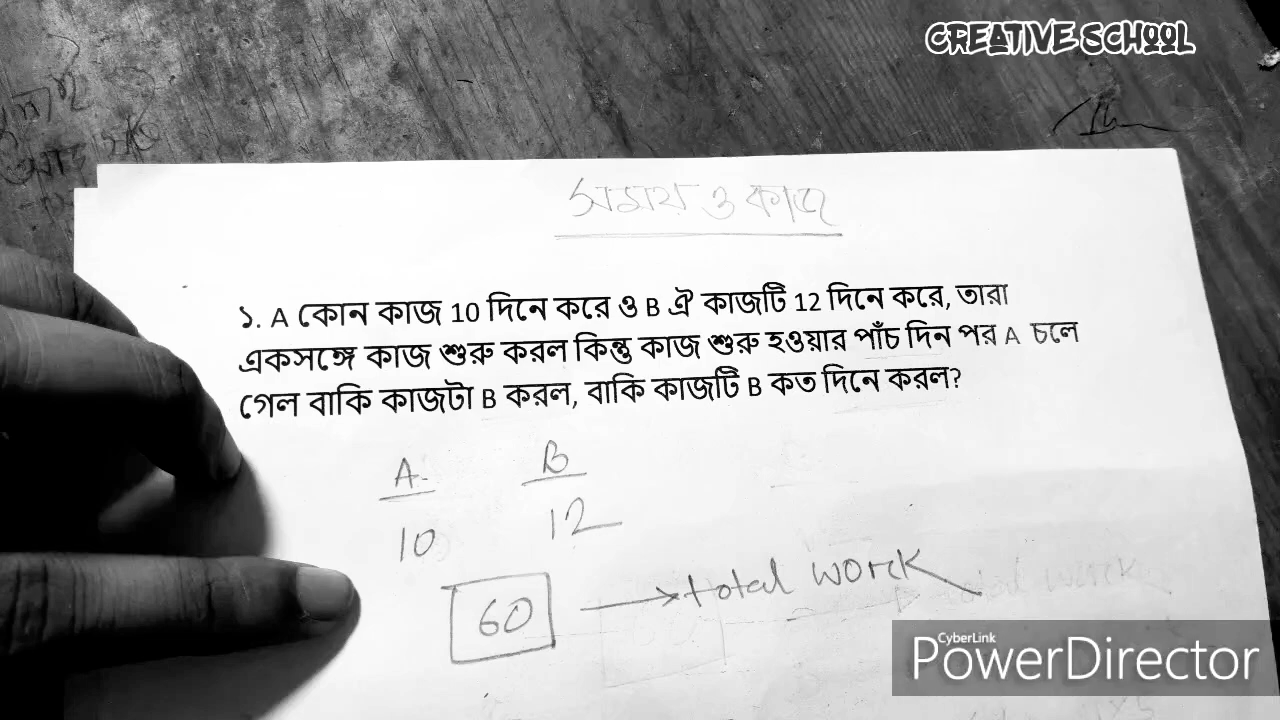 CREATIVE SCHOOL
সময় ও কাজ
১. A কোন কাজ 10 দিনে করে ও B ঐ কাজটি 12 দিনে করে, তারা
একসঙ্গে কাজ শুরু করল কিন্তু কাজ শুরু হওয়ার পাঁচ দিন পর A চলে
গেল বাকি কাজটা B করল, বাকি কাজটি B কত দিনে করল?
A B
10 12
60 → total work
CyberLink
PowerDirector